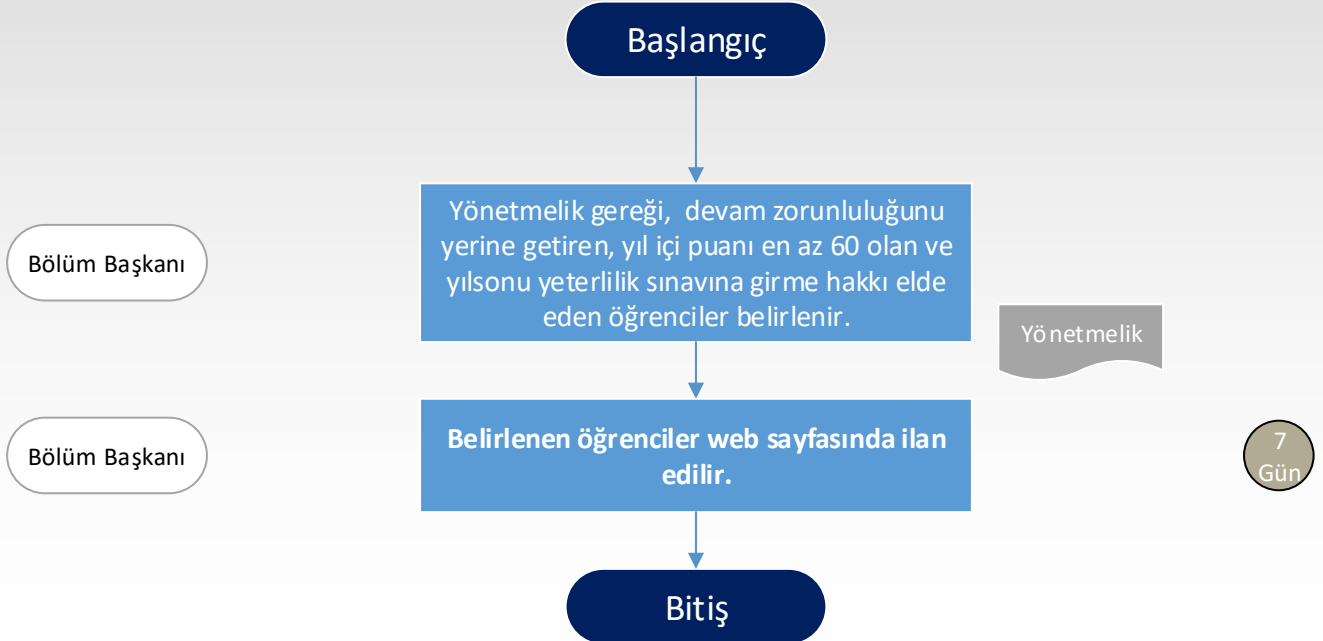 Başlangıç
Bölüm Başkanı
Yönetmelik gereği, devam zorunluluğunu
yerine getiren, yıl içi puanı en az 60 olan ve
yılsonu yeterlilik sınavına girme hakkı elde
eden öğrenciler belirlenir.
Yönetmelik
Bölüm Başkanı
Belirlenen öğrenciler web sayfasında ilan
edilir.
7
Gün
Bitiş